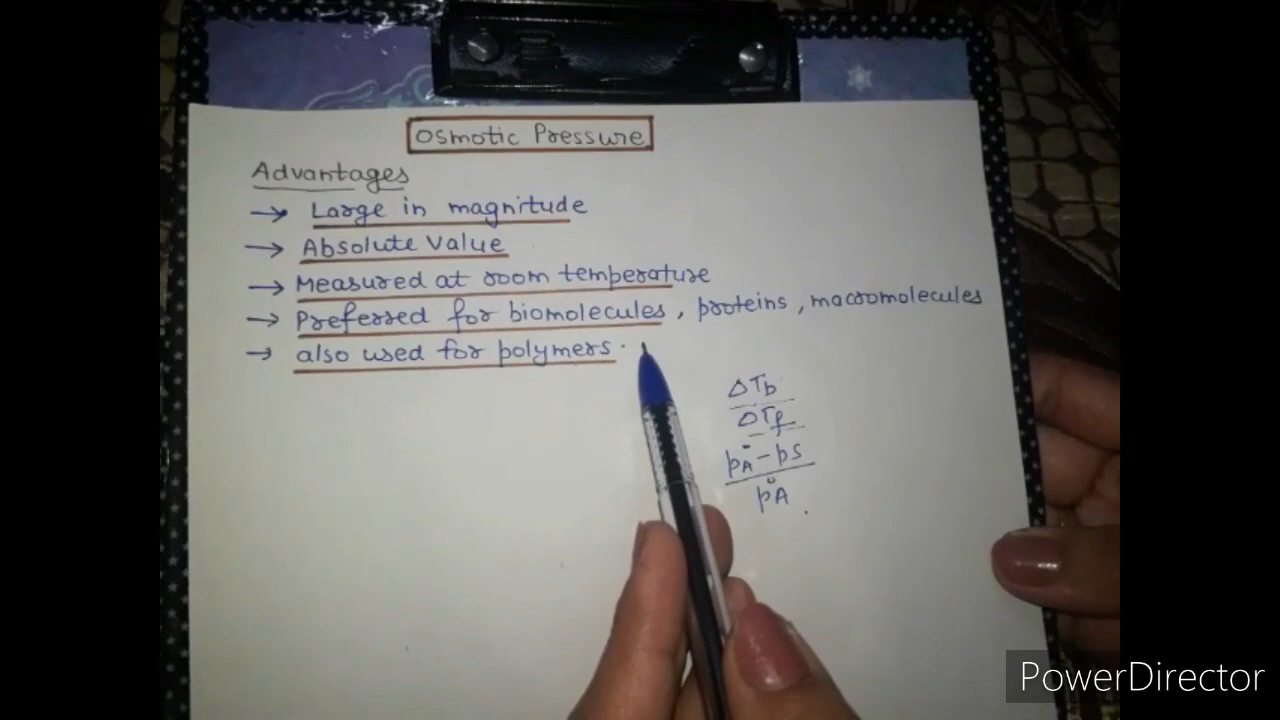 Osmotic Pressure
Advantages
→ Large in magnitude
→ Absolute Value
→ Measured at room temperature
→ Preferred for biomolecules, proteins, macromolecules
→ also used for polymers.
ΔTb
ΔTf
p°A - ps
p°A
PowerDirector